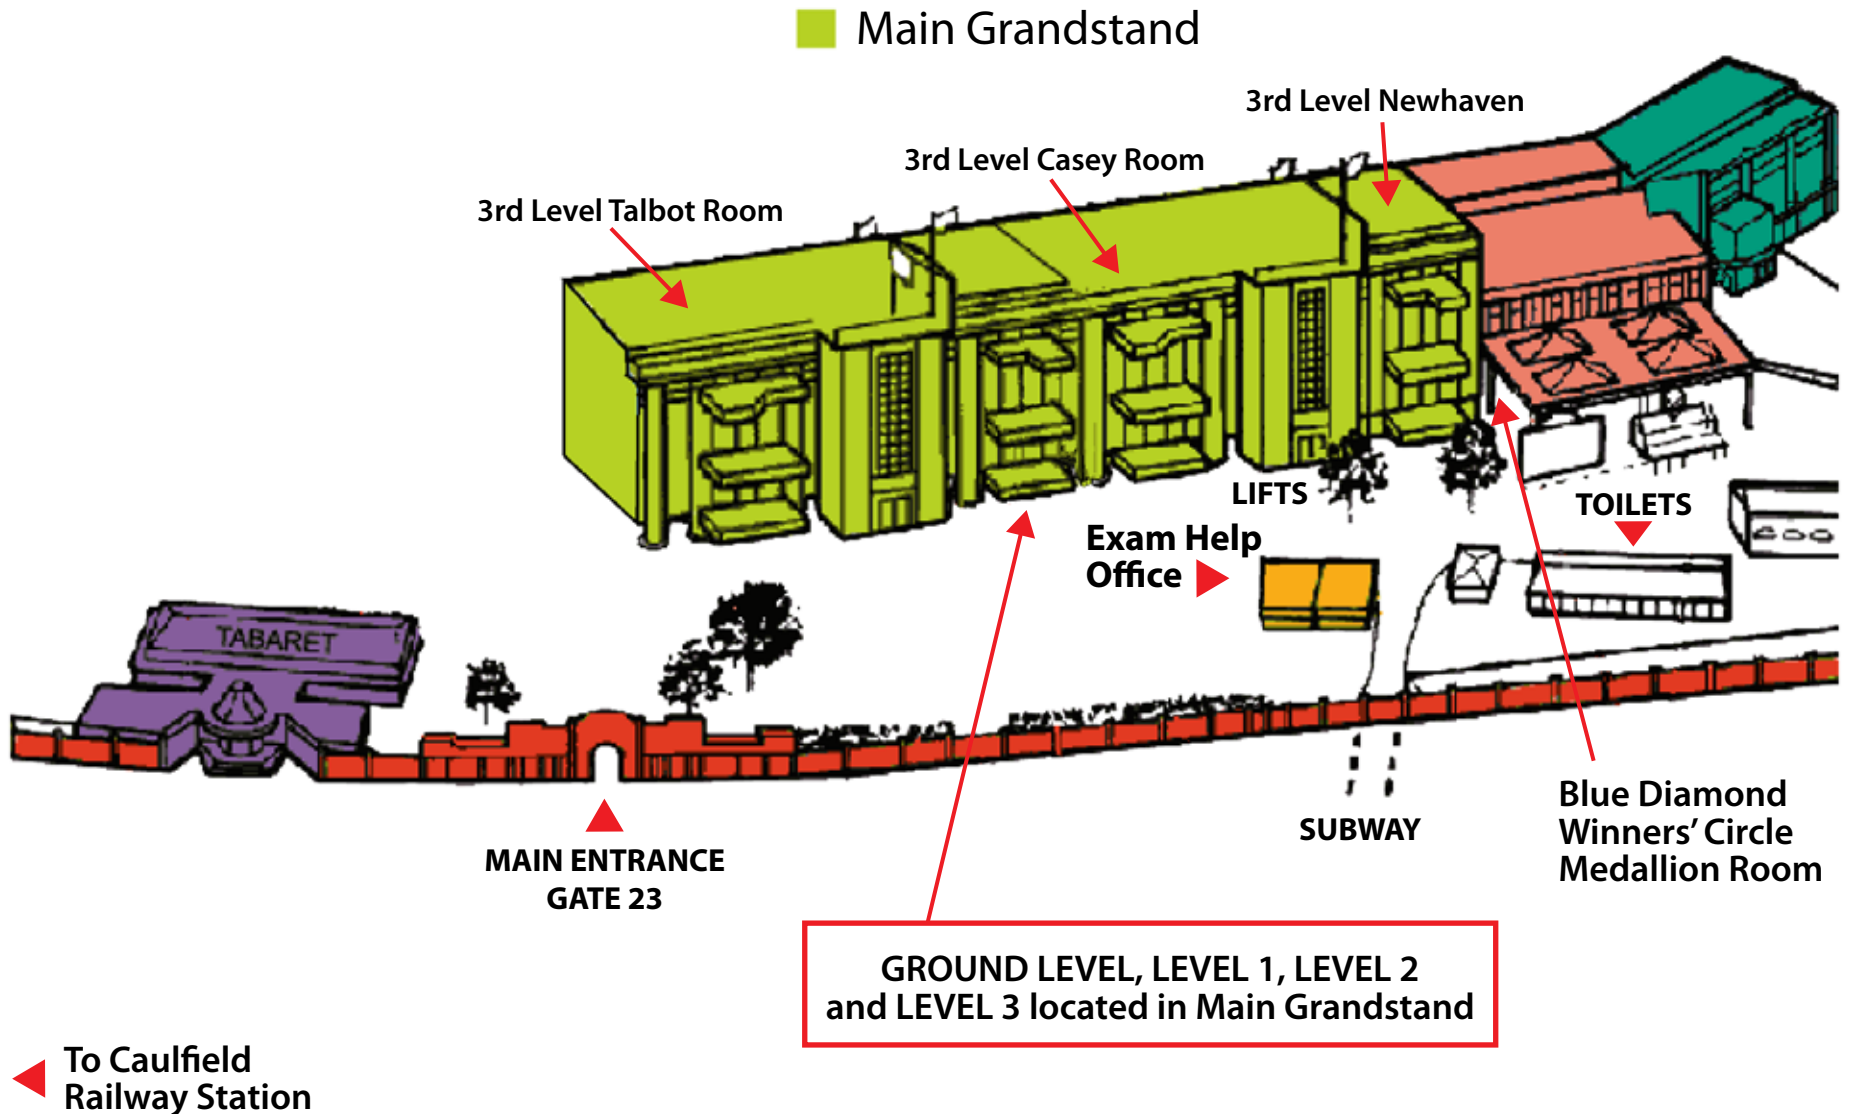 Main Grandstand
3rd Level Newhaven
3rd Level Casey Room
3rd Level Talbot Room
LIFTS
TOILETS
Exam Help
Office
TABARET
MAIN ENTRANCE
GATE 23
SUBWAY
Blue Diamond
Winners’ Circle
Medallion Room
GROUND LEVEL, LEVEL 1, LEVEL 2
and LEVEL 3 located in Main Grandstand
To Caulfield
Railway Station